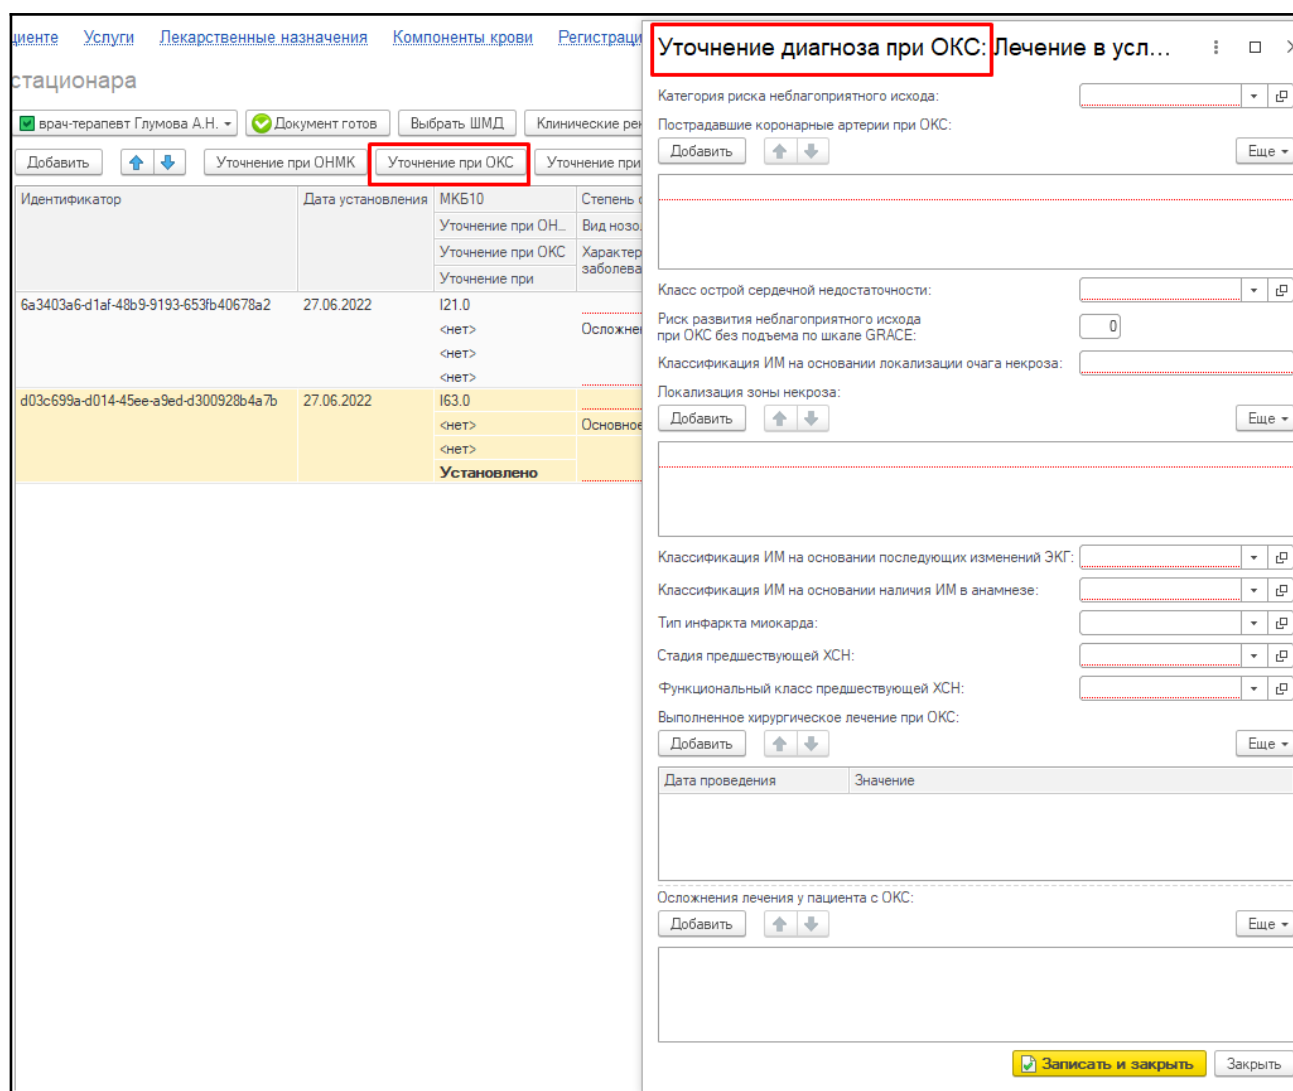 циенте Услуги Лекарственные назначения Компоненты крови Регистраци
стационара
врач-терапевт Глумова А.Н. Документ готов Выбрать ШМД Клинические рек
Добавить Уточнение при ОНМК Уточнение при ОКС Уточнение при
Идентификатор Дата установления МКБ10 Степень о
Уточнение при ОН... Вид нозо.
Уточнение при ОКС Характер
заболева
Уточнение при
6a3403a6-d1af-48b9-9193-653fb40678a2 27.06.2022 I21.0
<нет> Осложнен
<нет>
<нет>
d03c699a-d014-45ee-a9ed-d300928b4a7b 27.06.2022 I63.0
<нет> Основное
<нет>
Установлено
Уточнение диагноза при ОКС: Лечение в усл...
Категория риска неблагоприятного исхода:
Пострадавшие коронарные артерии при ОКС:
Добавить Еще
Класс острой сердечной недостаточности:
Риск развития неблагоприятного исхода
при ОКС без подъема по шкале GRACE: 0
Классификация ИМ на основании локализации очага некроза:
Локализация зоны некроза:
Добавить Еще
Классификация ИМ на основании последующих изменений ЭКГ:
Классификация ИМ на основании наличия ИМ в анамнезе:
Тип инфаркта миокарда:
Стадия предшествующей ХСН:
Функциональный класс предшествующей ХСН:
Выполненное хирургическое лечение при ОКС:
Добавить Еще
Дата проведения Значение
Осложнения лечения у пациента с ОКС:
Добавить Еще
Записать и закрыть Закрыть